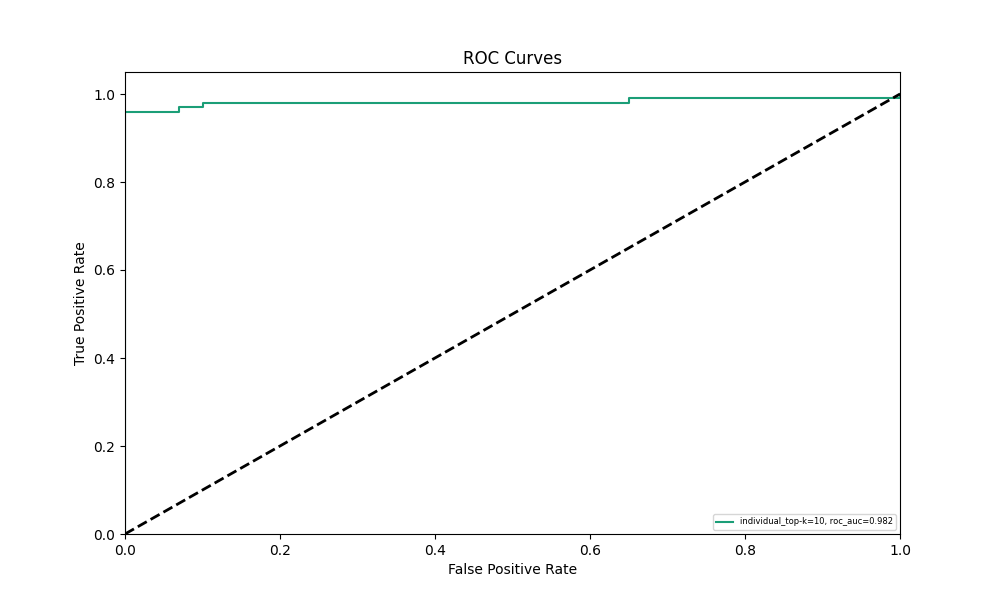 ROC Curves
True Positive Rate
1.0
0.8
0.6
0.4
0.2
0.0
individual_top-k=10, roc_auc=0.982
0.0 0.2 0.4 0.6 0.8 1.0
False Positive Rate